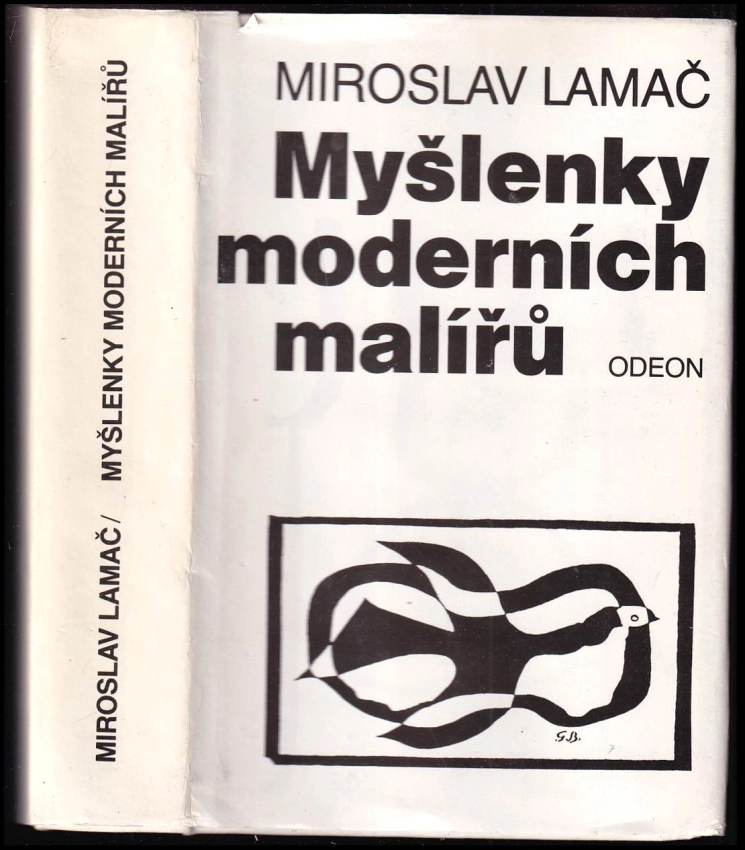 MIROSLAV LAMAČ / MYŠLENKY MODERNÍCH MALÍŘŮ
MIROSLAV LAMAČ
Myšlenky
moderních
malířů
ODEON
G.B.